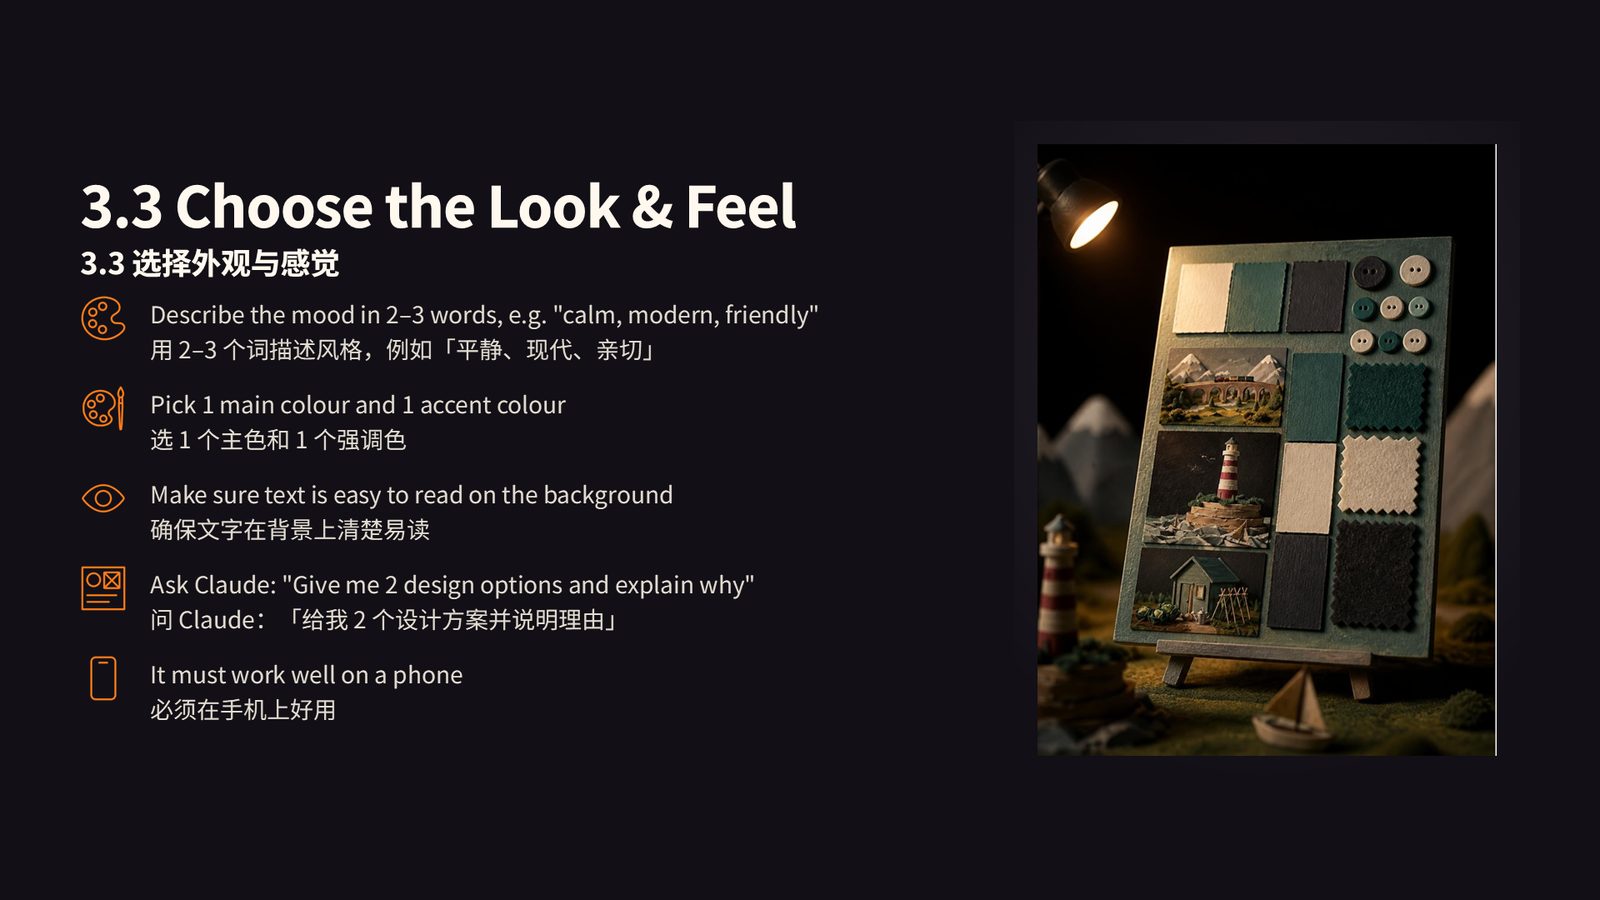 3.3 Choose the Look & Feel
3.3 选择外观与感觉
Describe the mood in 2–3 words, e.g. "calm, modern, friendly"
用 2–3 个词描述风格，例如「平静、现代、亲切」
Pick 1 main colour and 1 accent colour
选 1 个主色和 1 个强调色
Make sure text is easy to read on the background
确保文字在背景上清楚易读
Ask Claude: "Give me 2 design options and explain why"
问 Claude：「给我 2 个设计方案并说明理由」
It must work well on a phone
必须在手机上好用